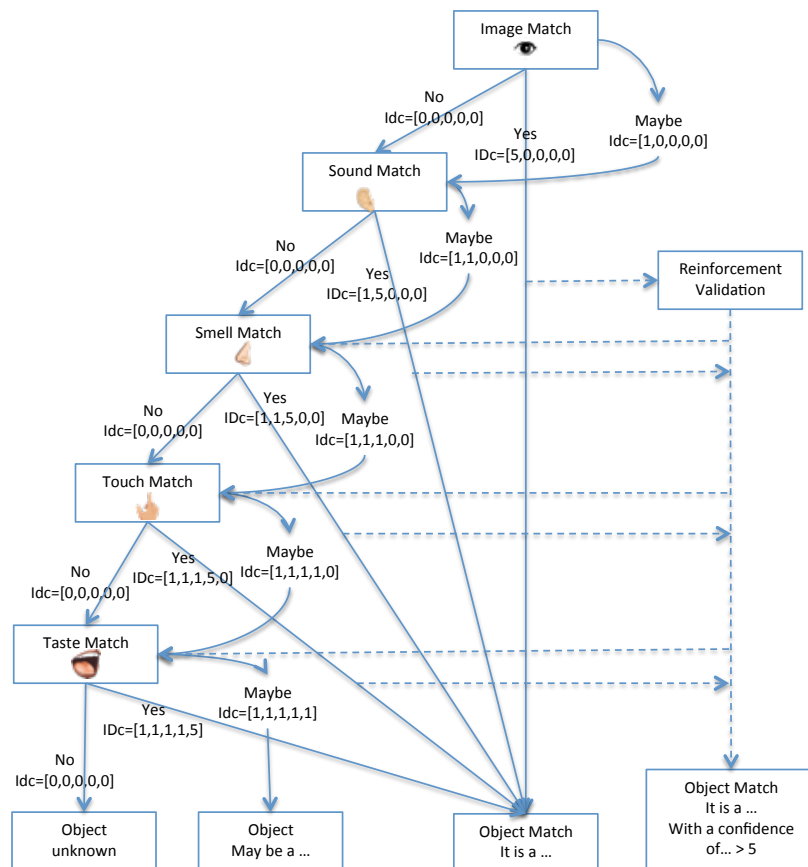 Image Match
No
Idc=[0,0,0,0,0]
Yes
IDc=[5,0,0,0,0]
Maybe
Idc=[1,0,0,0,0]
Sound Match
No
Idc=[0,0,0,0,0]
Yes
IDc=[1,5,0,0,0]
Maybe
Idc=[1,1,0,0,0]
Reinforcement
Validation
Smell Match
No
Idc=[0,0,0,0,0]
Yes
IDc=[1,1,5,0,0]
Maybe
Idc=[1,1,1,0,0]
Touch Match
No
Idc=[0,0,0,0,0]
Yes
IDc=[1,1,1,5,0]
Maybe
Idc=[1,1,1,1,0]
Taste Match
No
Idc=[0,0,0,0,0]
Yes
IDc=[1,1,1,1,5]
Maybe
Idc=[1,1,1,1,1]
Object
unknown
Object
May be a ...
Object Match
It is a ...
Object Match
It is a ...
With a confidence
of... > 5